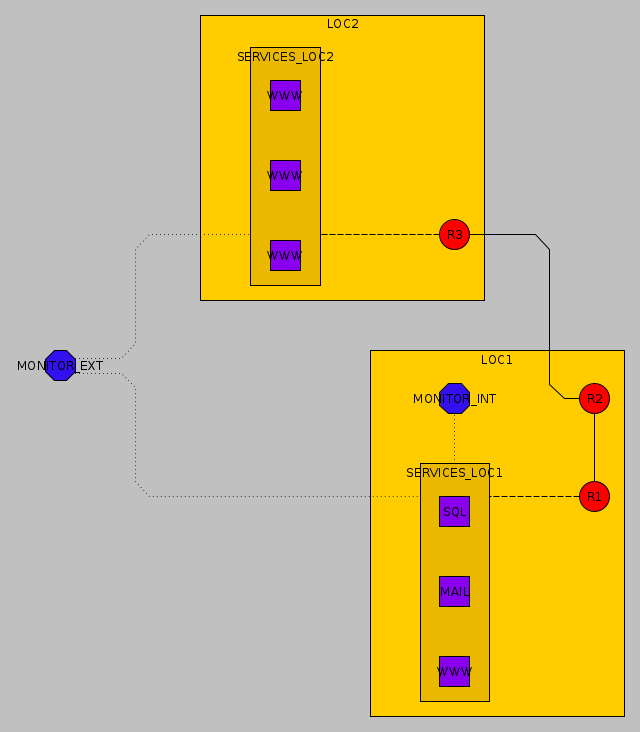 LOC2
SERVICES_LOC2
WWW
WWW
R3
WWW
MONITOR_EXT
LOC1
MONITOR_INT
R2
SERVICES_LOC1
R1
SQL
MAIL
WWW